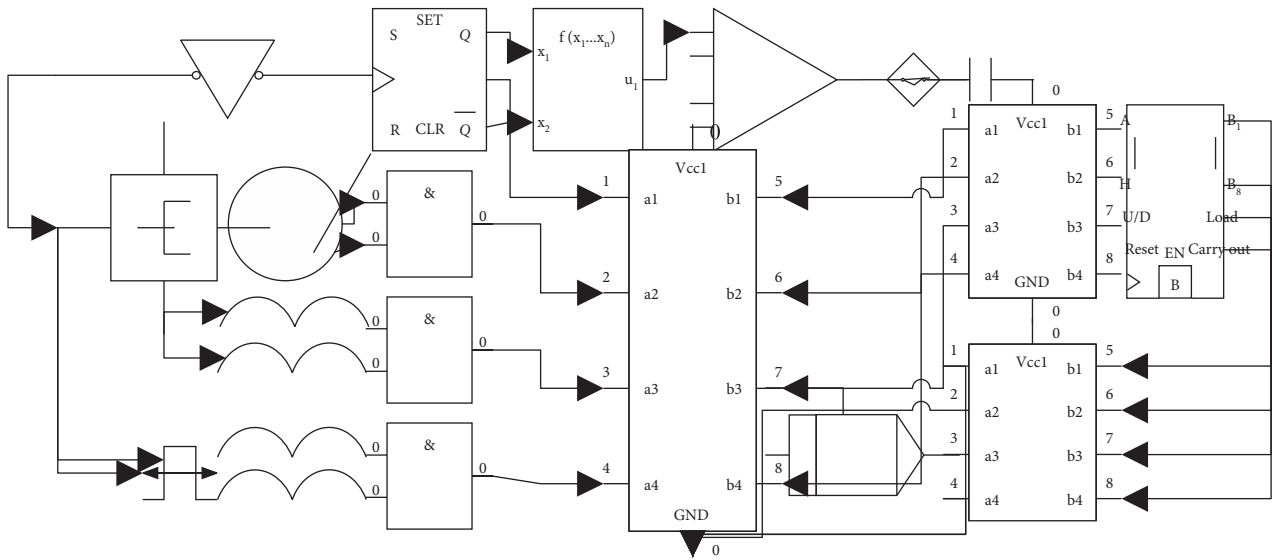 SET
S Q
R CLR Q
f (x1...xn)
x1
u1
x2
0
0
Vcc1
1 a1 b1 5
2 a2 b2 6
3 a3 b3 7
4 a4 b4 8
GND
0
0
0
&
0
0
0
&
0
0
0
&
0
0
Vcc1
1 a1 b1 5
2 a2 b2 6
3 a3 b3 7
4 a4 b4 8
GND
0
0
Vcc1
1 a1 b1 5
2 a2 b2 6
3 a3 b3 7
4 a4 b4 8
A B1
H B8
U/D Load
Reset Carry out
EN
B